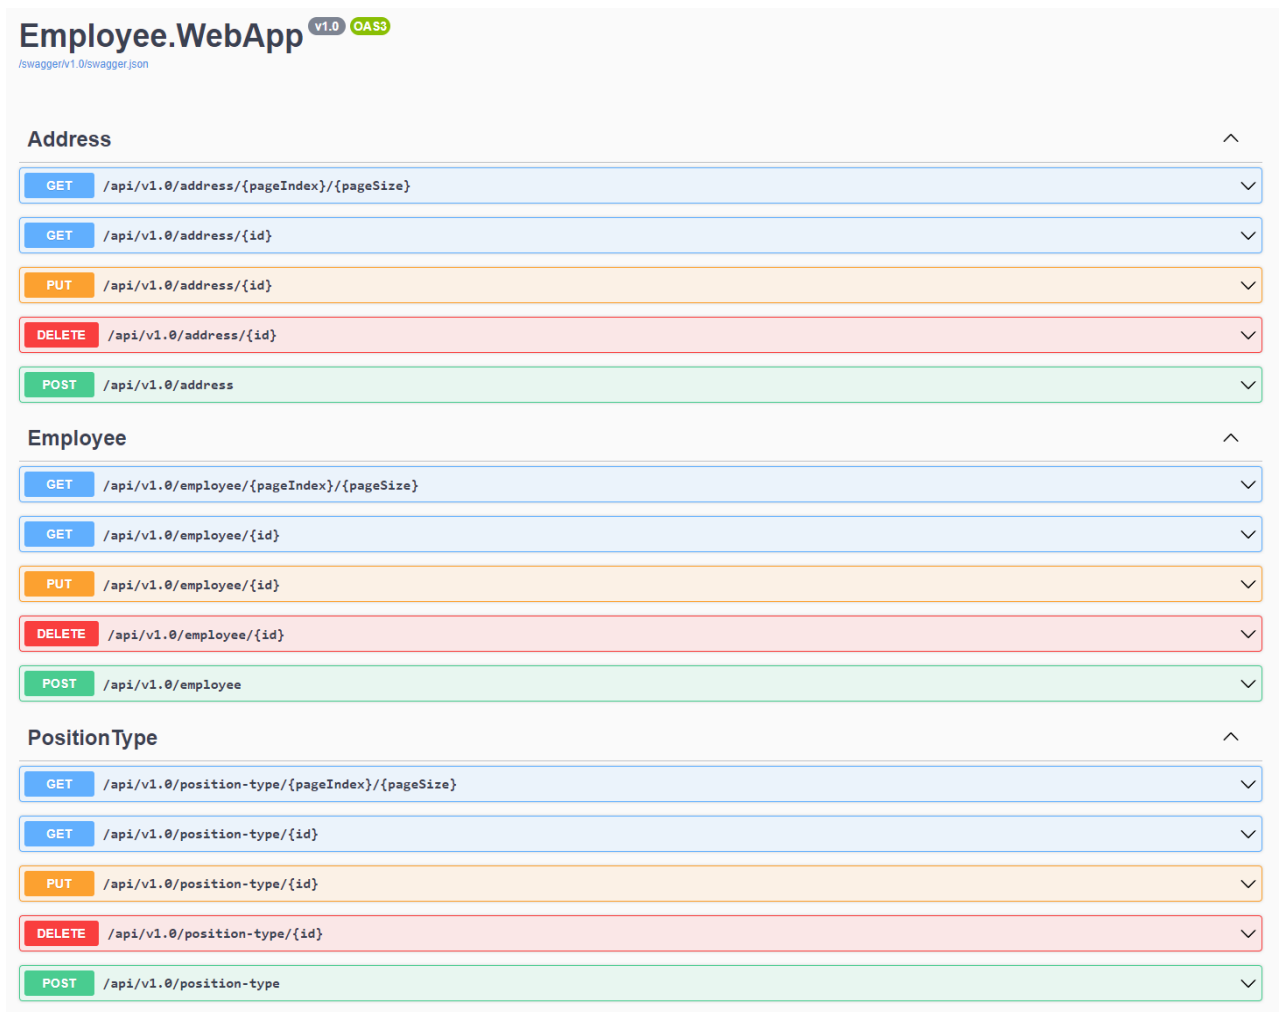 Employee.WebApp v1.0 OAS3
/swagger/v1.0/swagger.json
Address
GET /api/v1.0/address/{pageIndex}/{pageSize}
GET /api/v1.0/address/{id}
PUT /api/v1.0/address/{id}
DELETE /api/v1.0/address/{id}
POST /api/v1.0/address
Employee
GET /api/v1.0/employee/{pageIndex}/{pageSize}
GET /api/v1.0/employee/{id}
PUT /api/v1.0/employee/{id}
DELETE /api/v1.0/employee/{id}
POST /api/v1.0/employee
PositionType
GET /api/v1.0/position-type/{pageIndex}/{pageSize}
GET /api/v1.0/position-type/{id}
PUT /api/v1.0/position-type/{id}
DELETE /api/v1.0/position-type/{id}
POST /api/v1.0/position-type